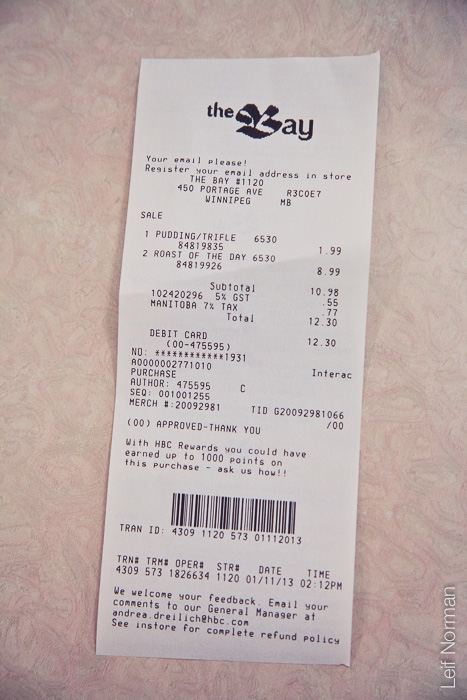 the Bay
Your email please!
Register your email address in store
THE BAY #1120
450 PORTAGE AVE R3C0E7
WINNIPEG MB
SALE
1 PUDDING/TRIFLE 6530
84819835 1.99
2 ROAST OF THE DAY 6530
84819926 8.99
Subtotal 10.98
102420296 5% GST .55
MANITOBA 7% TAX .77
Total 12.30
DEBIT CARD 12.30
(00-475595)
NO: ************1931
A0000002771010 Interac
PURCHASE
AUTHOR: 475595 C
SEQ: 001001255
MERCH #:20092981 TID G20092981066
/00
(00) APPROVED-THANK YOU
With HBC Rewards you could have
earned up to 1000 points on
this purchase - ask us how!!
TRAN ID: 4309 1120 573 01112013
TRN# TRM# OPER# STR# DATE TIME
4309 573 1826634 1120 01/11/13 02:12PM
We welcome your feedback. Email your
comments to our General Manager at
andrea.dreilich@hbc.com
See instore for complete refund policy
Leif Norman